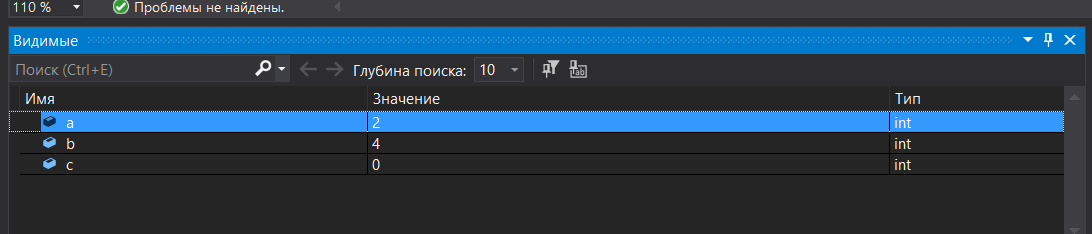 110 % Проблемы не найдены.
Видимые
Поиск (Ctrl+E) Глубина поиска: 10
Имя Значение Тип
a 2 int
b 4 int
c 0 int